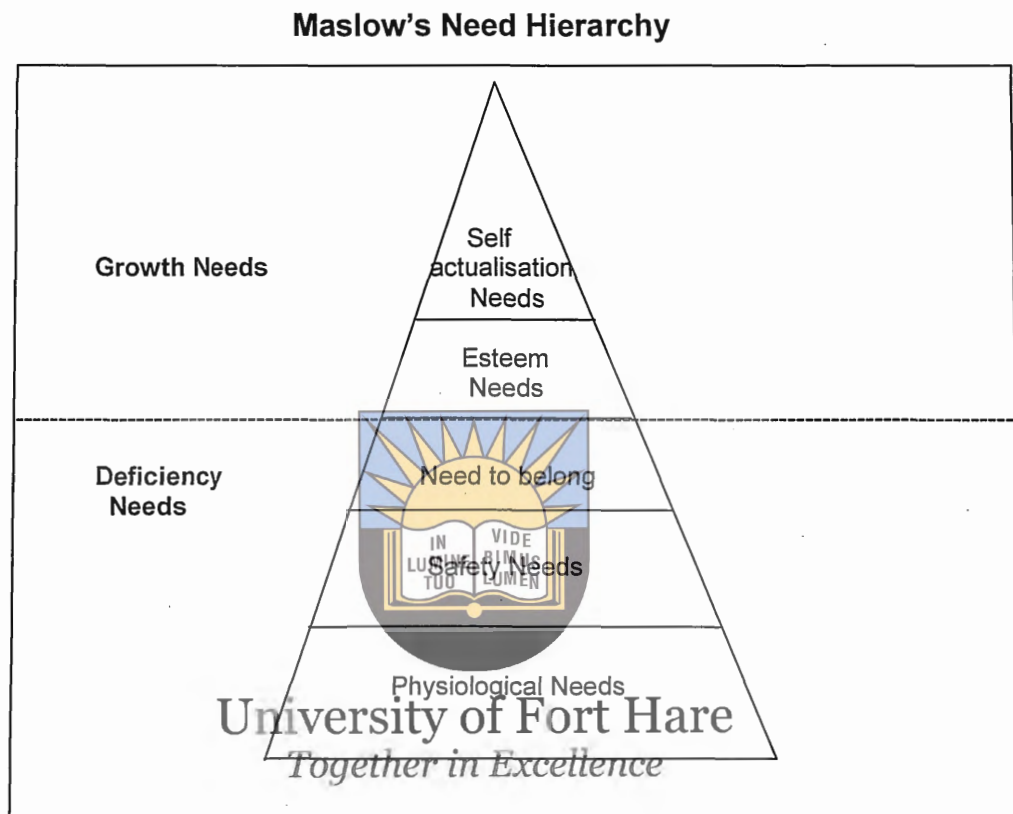 Maslow's Need Hierarchy
Self
actualisation
Needs
Growth Needs
Esteem
Needs
Deficiency
Needs
Need to belong
IN
LUMINE
TUO
VIDE
BIMUS
LUMEN
Safety Needs
Physiological Needs
University of Fort Hare
Together in Excellence